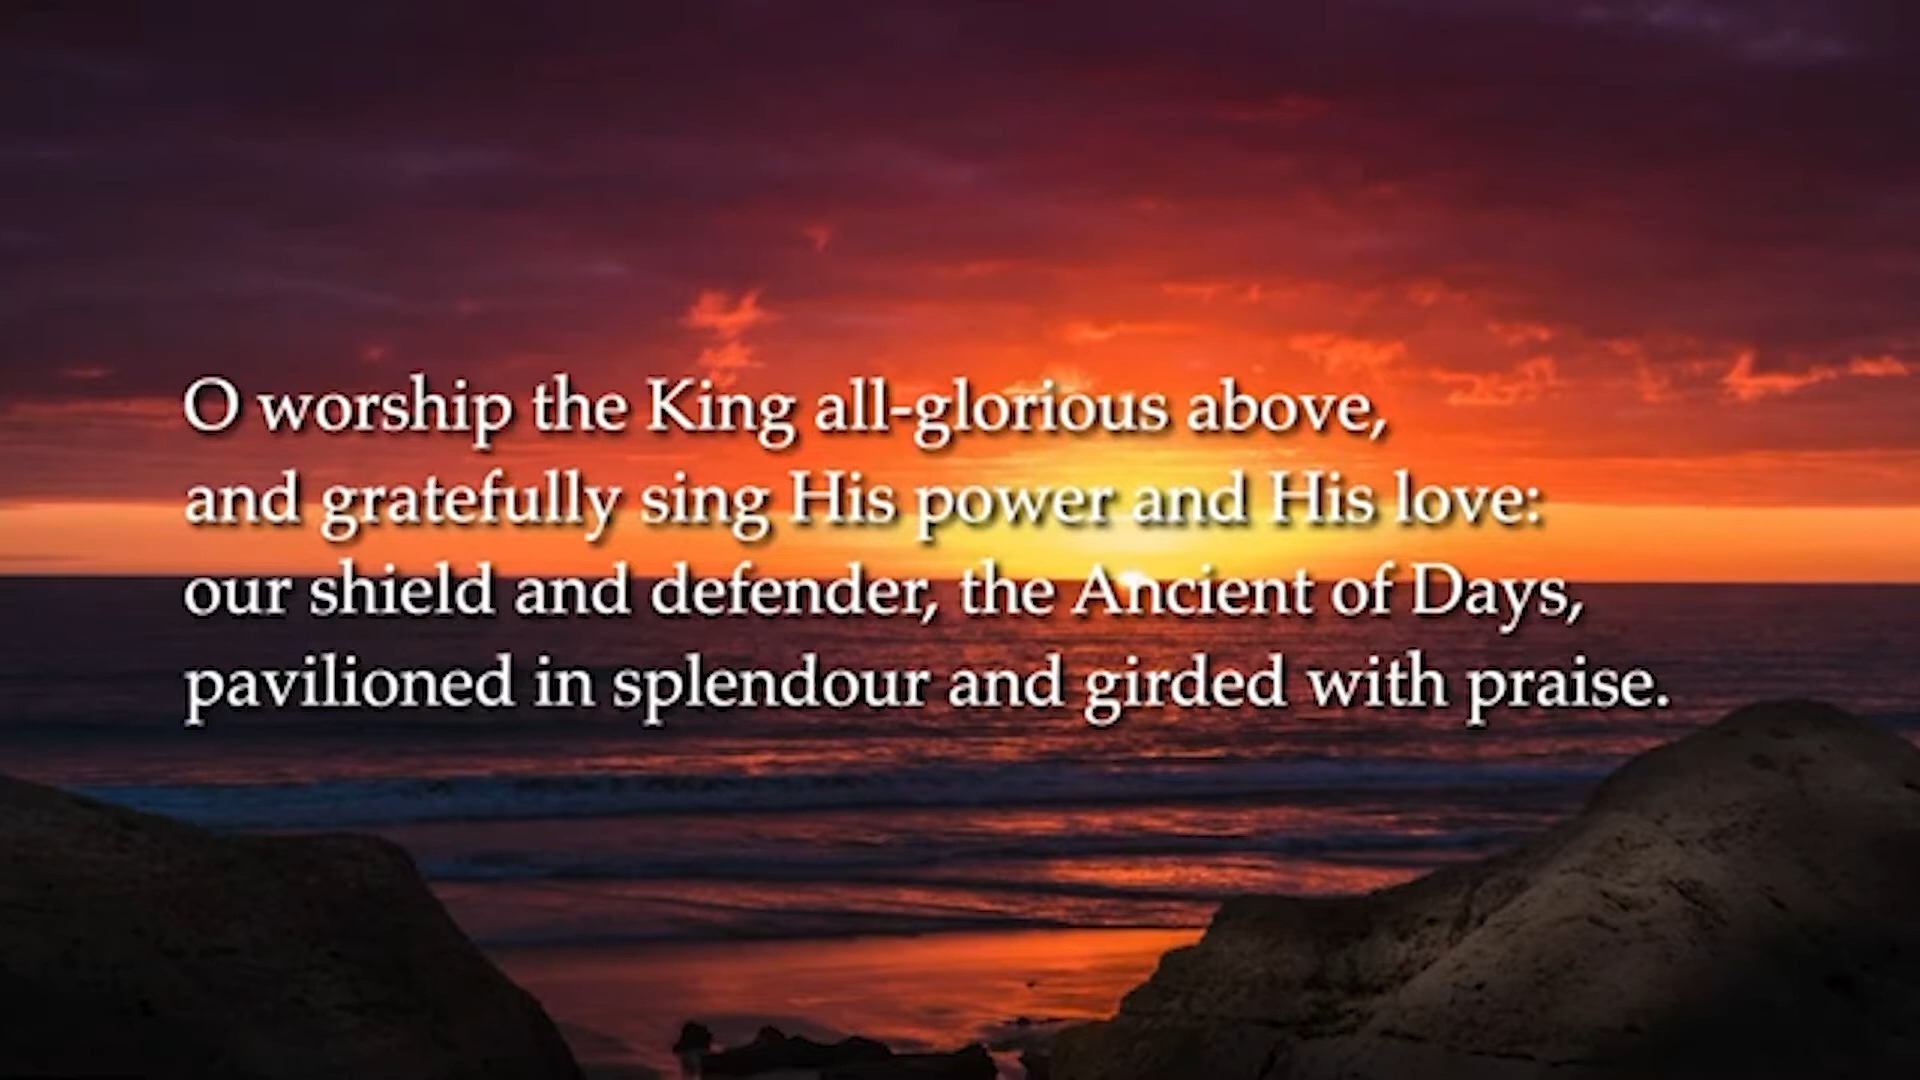 O worship the King all-glorious above,
and gratefully sing His power and His love:
our shield and defender, the Ancient of Days,
pavilioned in splendour and girded with praise.